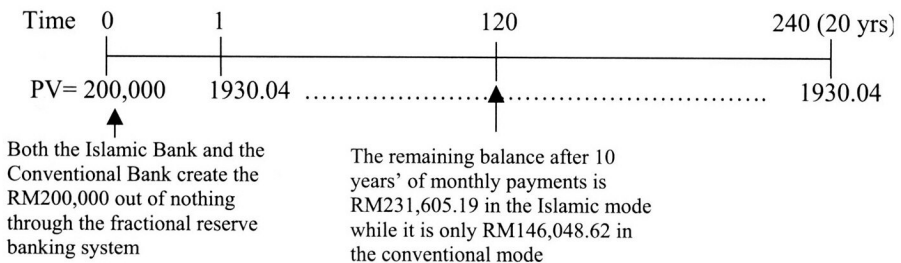 Time 0 1 120 240 (20 yrs)
PV= 200,000 1930.04 ........................................................................ 1930.04
Both the Islamic Bank and the
Conventional Bank create the
RM200,000 out of nothing
through the fractional reserve
banking system
The remaining balance after 10
years' of monthly payments is
RM231,605.19 in the Islamic mode
while it is only RM146,048.62 in
the conventional mode